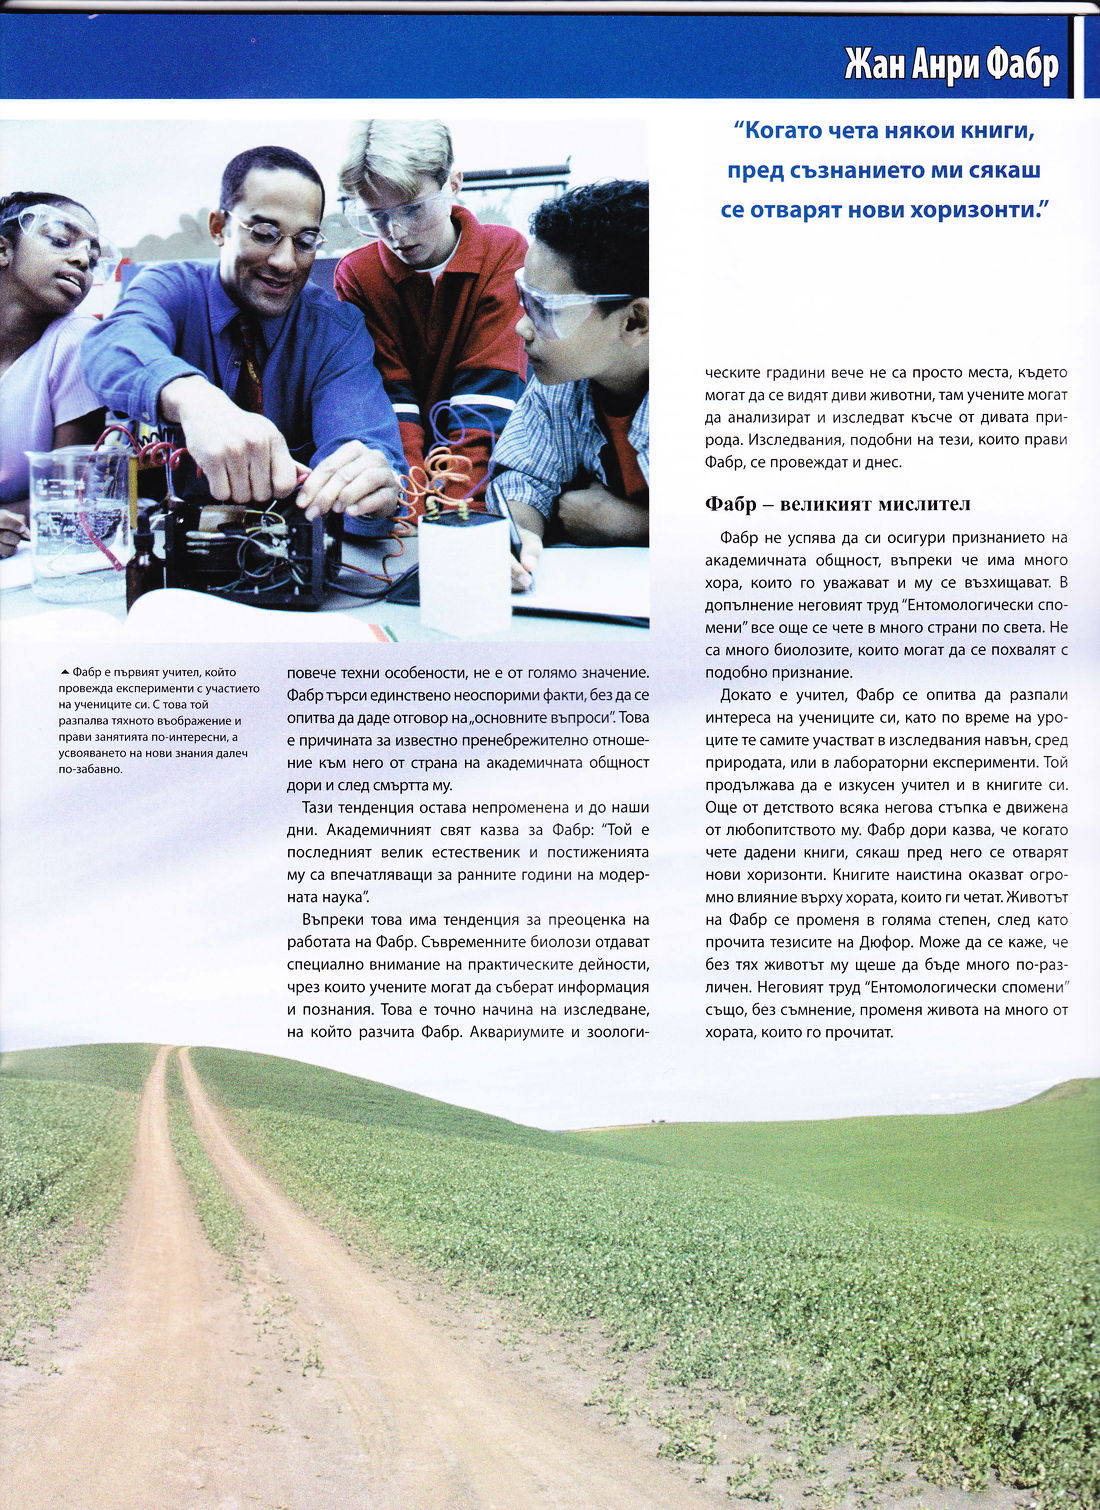 Жан Анри Фабр
“Когато чета някои книги,
пред съзнанието ми сякаш
се отварят нови хоризонти.”
Фабр е първият учител, който
провежда експерименти с участието
на учениците си. С това той
разпалва тяхното въображение и
прави занятията по-интересни, а
усвояването на нови знания далеч
по-забавно.
повече техни особености, не е от голямо значение.
Фабр търси единствено неоспорими факти, без да се
опитва да даде отговор на „основните въпроси”. Това
е причината за известно пренебрежително отноше-
ние към него от страна на академичната общност
дори и след смъртта му.
Тази тенденция остава непроменена и до наши
дни. Академичният свят казва за Фабр: “Той е
последният велик естественик и постиженията
му са впечатляващи за ранните години на модер-
ната наука”.
Въпреки това има тенденция за преоценка на
работата на Фабр. Съвременните биолози отдават
специално внимание на практическите дейности,
чрез които учените могат да съберат информация
и познания. Това е точно начина на изследване,
на който разчита Фабр. Аквариумите и зоологи-
ческите градини вече не са просто места, където
могат да се видят диви животни, там учените могат
да анализират и изследват късче от дивата при-
рода. Изследвания, подобни на тези, които прави
Фабр, се провеждат и днес.
Фабр – великият мислител
Фабр не успява да си осигури признанието на
академичната общност, въпреки че има много
хора, които го уважават и му се възхищават. В
допълнение неговият труд “Ентомологически спо-
мени” все още се чете в много страни по света. Не
са много биолозите, които могат да се похвалят с
подобно признание.
Докато е учител, Фабр се опитва да разпали
интереса на учениците си, като по време на уро-
ците те самите участват в изследвания навън, сред
природата, или в лабораторни експерименти. Той
продължава да е изкусен учител и в книгите си.
Още от детството всяка негова стъпка е движена
от любопитството му. Фабр дори казва, че когато
чете дадени книги, сякаш пред него се отварят
нови хоризонти. Книгите наистина оказват огро-
мно влияние върху хората, които ги четат. Животът
на Фабр се променя в голяма степен, след като
прочита тезисите на Дюфор. Може да се каже, че
без тях животът му щеше да бъде много по-раз-
личен. Неговият труд “Ентомологически спомени”
също, без съмнение, променя живота на много от
хората, които го прочитат.